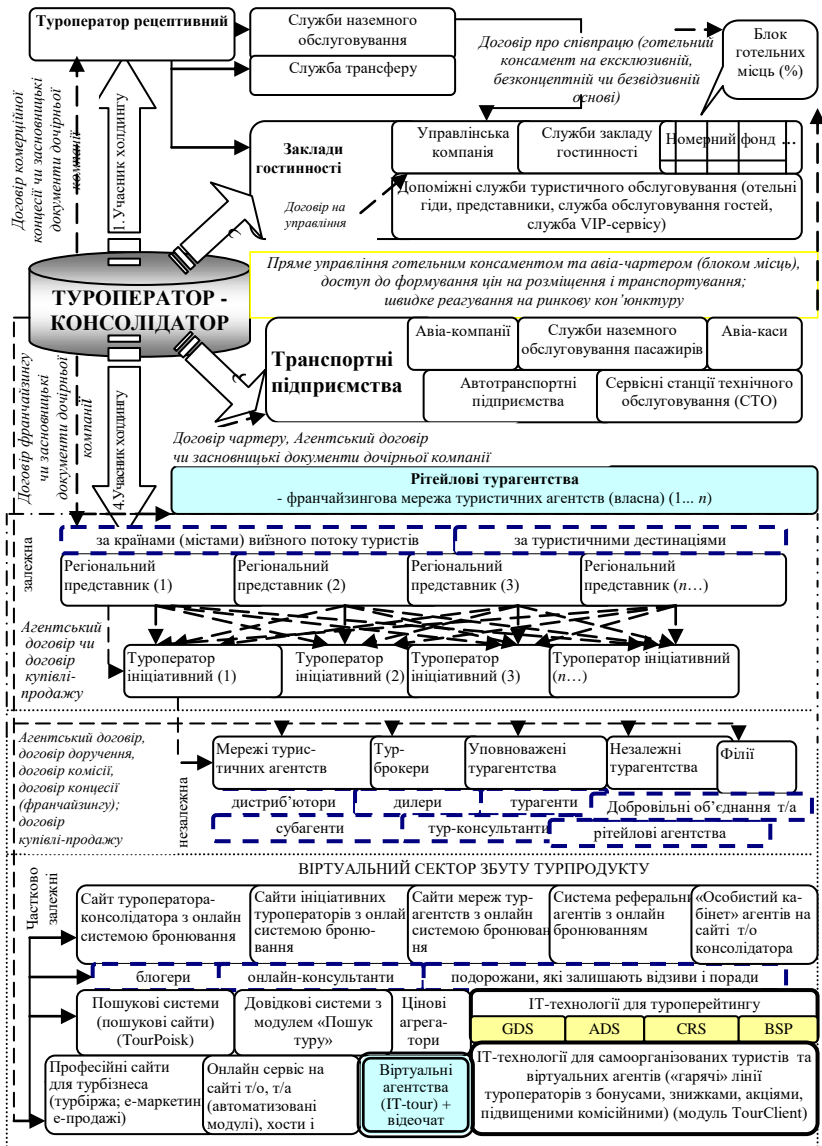 Туроператор рецептивний
Служби наземного
обслуговування
Служба трансферу
Договір про співпрацю (готельний
консамент на ексклюзивній,
безконцептній чи безвідзивній
основі)
Блок
готельних
місць (%)
Договір комерційної
концесії чи засновницькі
документи дочірньої
компанії
1.Учасник холдингу
Заклади
гостинності
Управлінська
компанія
Служби закладу
гостинності
Номерний фонд ...
Договір на
управління
Допоміжні служби туристичного обслуговування (отельні
гіди, представники, служба обслуговування гостей,
служба VIP-сервісу)
ТУРОПЕРАТОР -
КОНСОЛІДАТОР
Пряме управління готельним консаментом та авіа-чартером (блоком місць),
доступ до формування цін на розміщення і транспортування;
швидке реагування на ринкову кон’юнктуру
Транспортні
підприємства
Авіа-компанії
Служби наземного
обслуговування пасажирів
Авіа-каси
Автотранспортні
підприємства
Сервісні станції технічного
обслуговування (СТО)
Договір франчайзингу
чи засновницькі
документи дочірньої
компанії
4.Учасник холдингу
Договір чартеру, Агентський договір
чи засновницькі документи дочірньої компанії
Рітейлові турагентства
- франчайзингова мережа туристичних агентств (власна) (1... n)
залежна
за країнами (містами) виїзного потоку туристів
за туристичними дестинаціями
Регіональний
представник (1)
Регіональний
представник (2)
Регіональний
представник (3)
Регіональний
представник (n…)
Агентський
договір чи
договір
купівлі-
продажу
Туроператор
ініціативний (1)
Туроператор
ініціативний (2)
Туроператор
ініціативний (3)
Туроператор ініціативний
(n…)
Агентський договір,
договір доручення,
договір комісії,
договір концесії
(франчайзингу);
договір
купівлі-продажу
незалежна
Мережі турис-
тичних агентств
Тур-
брокери
Уповноважені
турагентства
Незалежні
турагентства
Філії
дистриб’ютори
дилери
турагенти
Добровільні об’єднання т/а
субагенти
тур-консультанти
рітейлові агентства
ВІРТУАЛЬНИЙ СЕКТОР ЗБУТУ ТУРПРОДУКТУ
Частково
залежні
Сайт туроператора-
консолідатора з онлайн
системою бронювання
Сайти ініціативних
туроператорів з онлай
системою броню-
вання
Сайти мереж тур-
агентств з онлайн
системою бронюван
ня
Система реферальни
агентів з онлайн
бронюванням
«Особистий ка-
бінет» агентів на
сайті т/о
консолідатора
блогери
онлайн-консультанти
подорожани, які залишають відзиви і поради
Пошукові системи
(пошукові сайти)
(TourPoisk)
Довідкові системи з
модулем «Пошук
туру»
Цінові
агрега-
тори
ІТ-технології для туроперейтингу
GDS
ADS
CRS
BSP
Професійні сайти
для турбізнеса
(турбіржа; е-маркетин
е-продажі)
Онлайн сервіс на
сайті т/о, т/а
(автоматизовані
модулі), хости і
Віртуальні
агентства
(IT-tour) +
відеочат
ІТ-технології для самоорганізованих туристів та
віртуальних агентів («гарячі» лінії
туроператорів з бонусами, знижками, акціями,
підвищеними комісійними) (модуль TourClient)